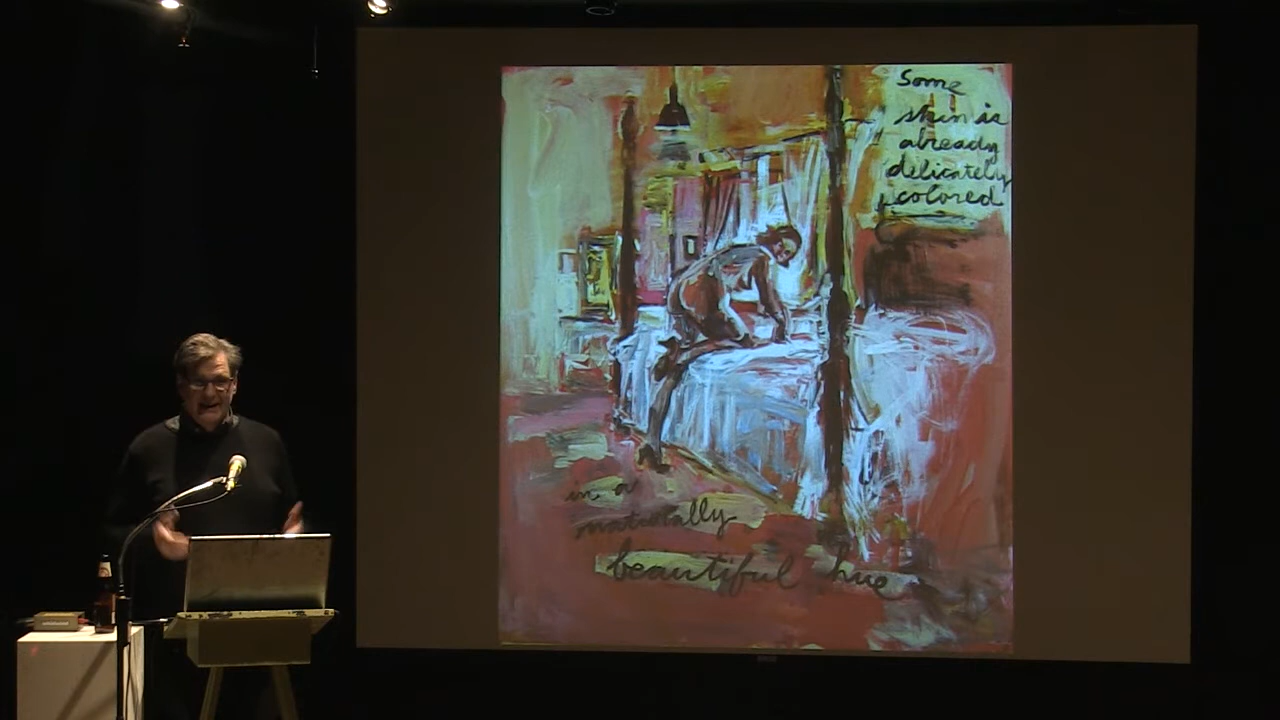 Some
skin is
already
delicately
colored
in a
naturally
beautiful hue